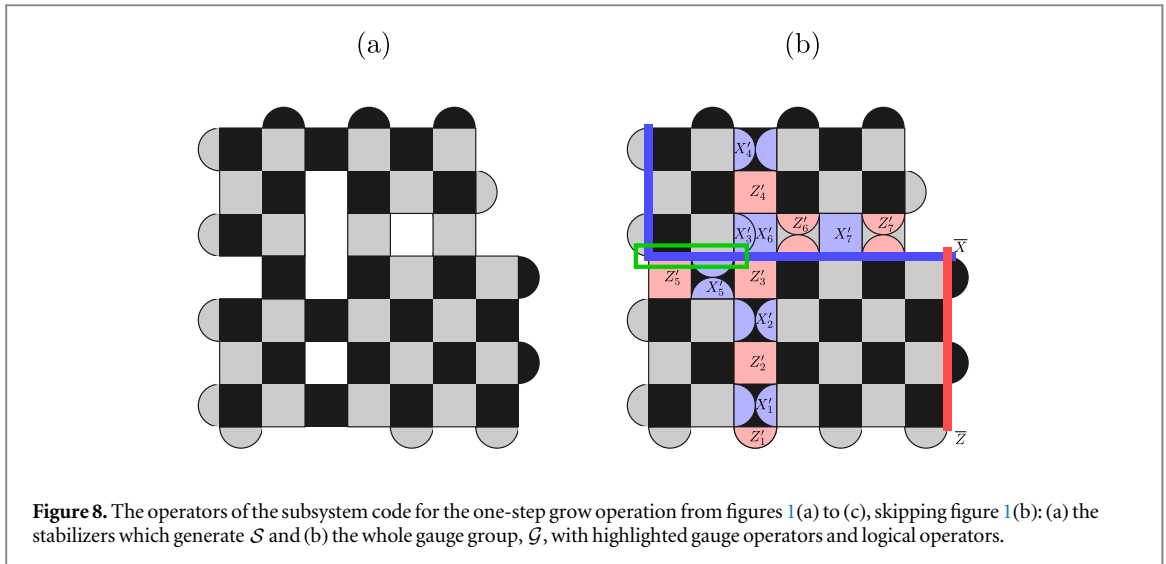 (a)
(b)
X′4
Z′4
X′3 X′6 Z′6 X′7 Z′7
X̅
Z′5 X′5 Z′3
X′2
Z′2
X′1
Z′1
Z̅
Figure 8. The operators of the subsystem code for the one-step grow operation from figures 1(a) to (c), skipping figure 1(b): (a) the
stabilizers which generate 𝒮 and (b) the whole gauge group, 𝒢, with highlighted gauge operators and logical operators.